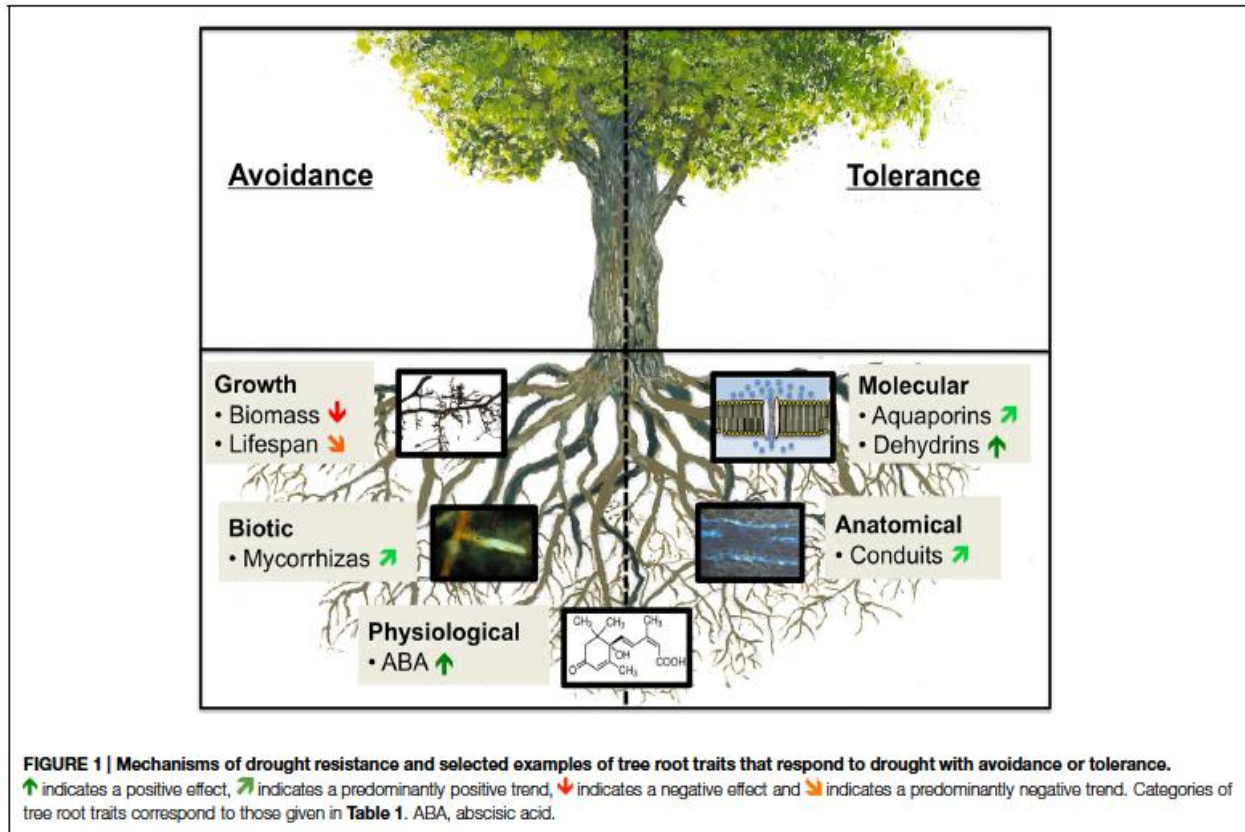 Avoidance
Tolerance
Growth
• Biomass ↓
• Lifespan ↘
Biotic
• Mycorrhizas ↗
Physiological
• ABA ↑
CH₃ CH₃ CH₃
OH
O CH₃ COOH
Molecular
• Aquaporins ↗
• Dehydrins ↑
Anatomical
• Conduits ↗
FIGURE 1 | Mechanisms of drought resistance and selected examples of tree root traits that respond to drought with avoidance or tolerance.
↑ indicates a positive effect, ↗ indicates a predominantly positive trend, ↓ indicates a negative effect and ↘ indicates a predominantly negative trend. Categories of
tree root traits correspond to those given in Table 1. ABA, abscisic acid.